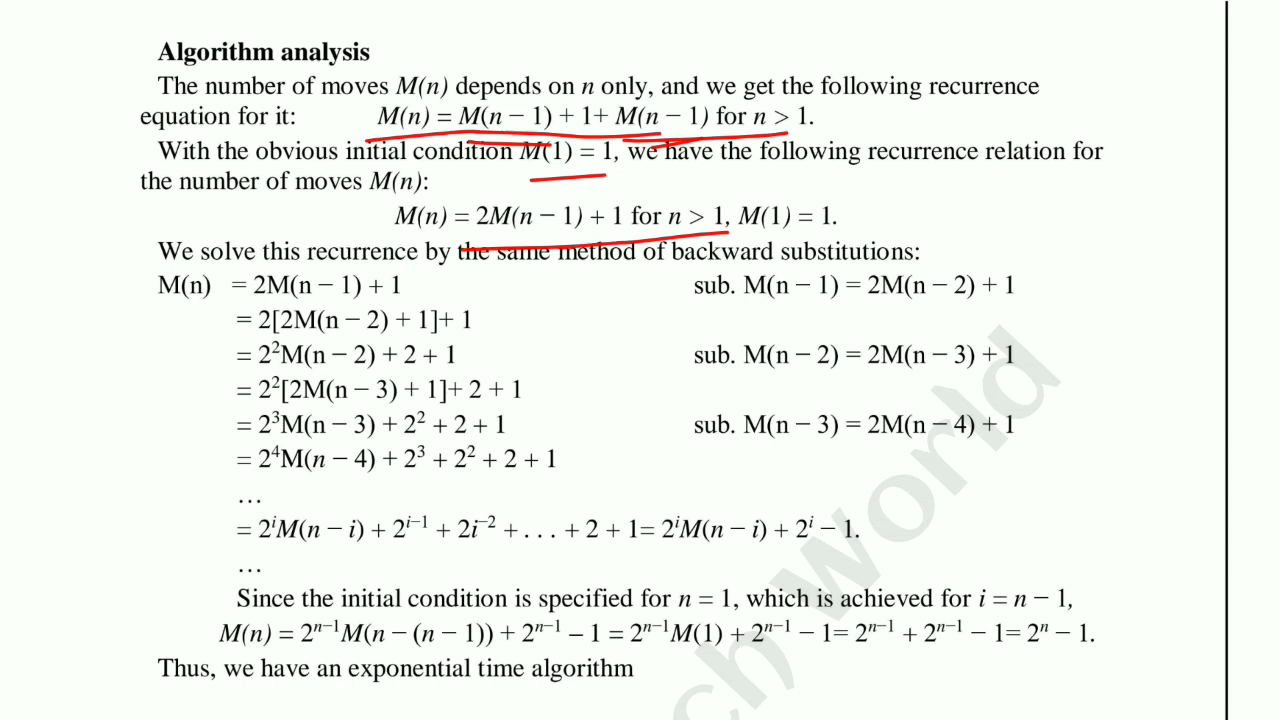 Algorithm analysis
The number of moves M(n) depends on n only, and we get the following recurrence
equation for it: M(n) = M(n − 1) + 1+ M(n − 1) for n > 1.
With the obvious initial condition M(1) = 1, we have the following recurrence relation for
the number of moves M(n):
M(n) = 2M(n − 1) + 1 for n > 1, M(1) = 1.
We solve this recurrence by the same method of backward substitutions:
M(n) = 2M(n − 1) + 1 sub. M(n − 1) = 2M(n − 2) + 1
= 2[2M(n − 2) + 1]+ 1
= 2²M(n − 2) + 2 + 1 sub. M(n − 2) = 2M(n − 3) + 1
= 2²[2M(n − 3) + 1]+ 2 + 1
= 2³M(n − 3) + 2² + 2 + 1 sub. M(n − 3) = 2M(n − 4) + 1
= 2⁴M(n − 4) + 2³ + 2² + 2 + 1
…
= 2ⁱM(n − i) + 2ⁱ⁻¹ + 2i⁻² + . . . + 2 + 1= 2ⁱM(n − i) + 2ⁱ − 1.
…
Since the initial condition is specified for n = 1, which is achieved for i = n − 1,
M(n) = 2ⁿ⁻¹M(n − (n − 1)) + 2ⁿ⁻¹ – 1 = 2ⁿ⁻¹M(1) + 2ⁿ⁻¹ − 1= 2ⁿ⁻¹ + 2ⁿ⁻¹ − 1= 2ⁿ − 1.
Thus, we have an exponential time algorithm
ch world